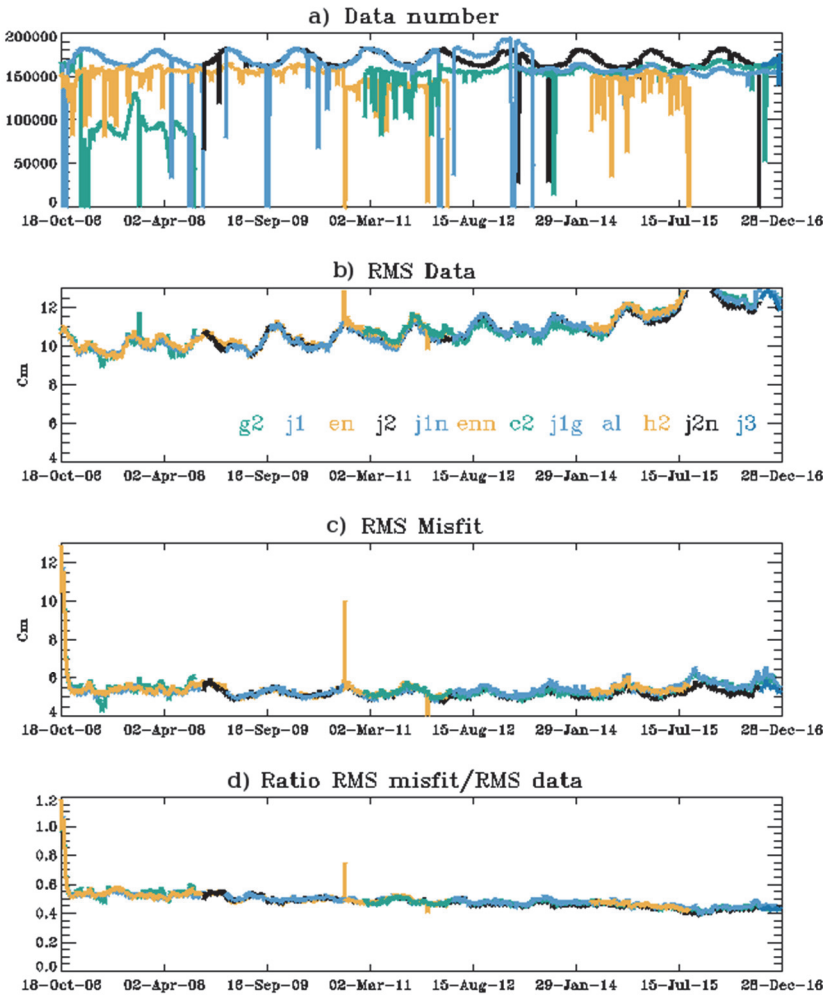 a) Data number
200000
150000
100000
50000
0
18-Oct-06 02-Apr-08 16-Sep-09 02-Mar-11 15-Aug-12 29-Jan-14 15-Jul-15 28-Dec-16
b) RMS Data
12
10
8
6
4
Cm
g2 j1 en j2 j1n enn c2 j1g al h2 j2n j3
18-Oct-06 02-Apr-08 16-Sep-09 02-Mar-11 15-Aug-12 29-Jan-14 15-Jul-15 28-Dec-16
c) RMS Misfit
12
10
8
6
4
Cm
18-Oct-06 02-Apr-08 16-Sep-09 02-Mar-11 15-Aug-12 29-Jan-14 15-Jul-15 28-Dec-16
d) Ratio RMS misfit/RMS data
1.2
1.0
0.8
0.6
0.4
0.2
0.0
18-Oct-06 02-Apr-08 16-Sep-09 02-Mar-11 15-Aug-12 29-Jan-14 15-Jul-15 28-Dec-16